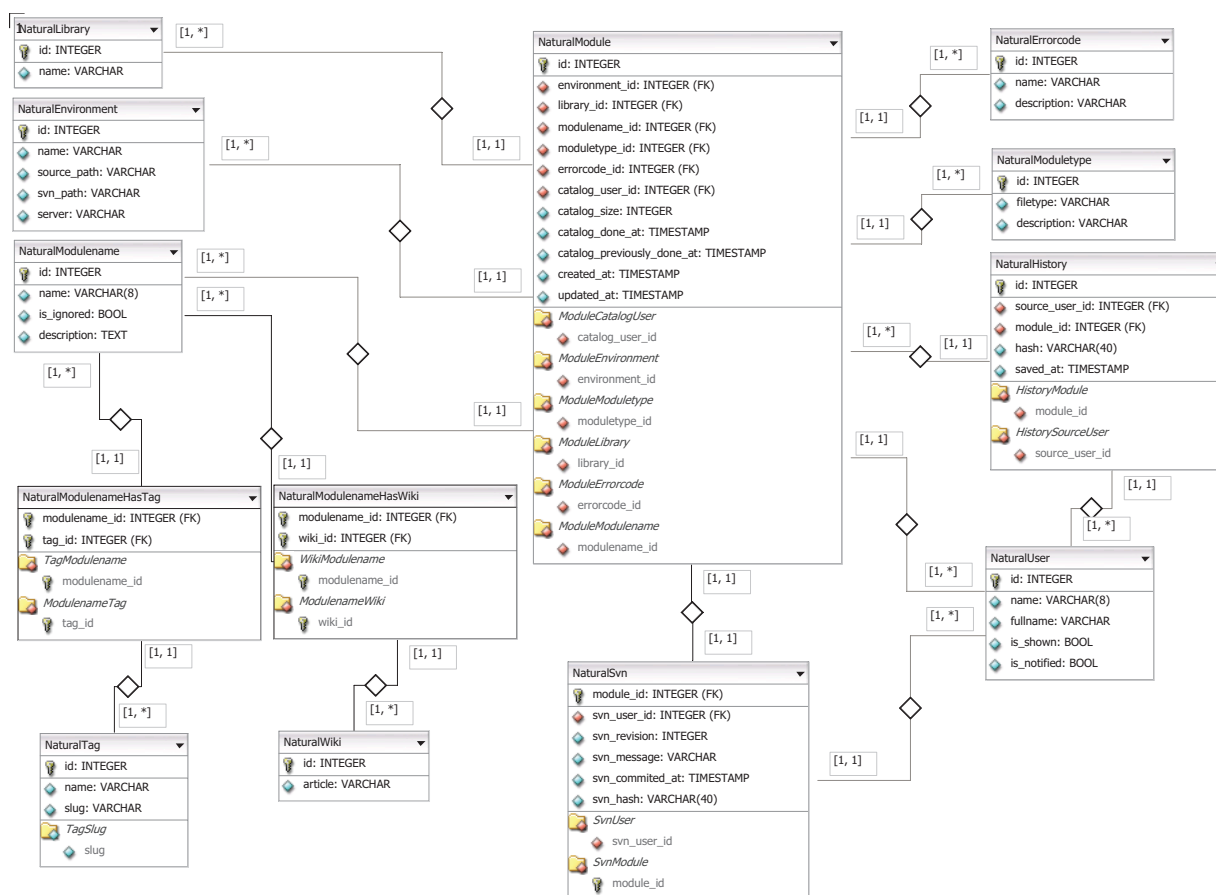 1
NaturalLibrary
id: INTEGER
name: VARCHAR
[1, *]
[1, 1]
NaturalEnvironment
id: INTEGER
name: VARCHAR
source_path: VARCHAR
svn_path: VARCHAR
server: VARCHAR
[1, *]
[1, 1]
NaturalModulename
id: INTEGER
name: VARCHAR(8)
is_ignored: BOOL
description: TEXT
[1, *]
[1, *]
[1, *]
[1, 1]
[1, 1]
[1, 1]
NaturalModulenameHasTag
modulename_id: INTEGER (FK)
tag_id: INTEGER (FK)
TagModulename
modulename_id
ModulenameTag
tag_id
[1, 1]
[1, *]
NaturalTag
id: INTEGER
name: VARCHAR
slug: VARCHAR
TagSlug
slug
NaturalModulenameHasWiki
modulename_id: INTEGER (FK)
wiki_id: INTEGER (FK)
WikiModulename
modulename_id
ModulenameWiki
wiki_id
[1, 1]
[1, *]
NaturalWiki
id: INTEGER
article: VARCHAR
NaturalModule
id: INTEGER
environment_id: INTEGER (FK)
library_id: INTEGER (FK)
modulename_id: INTEGER (FK)
moduletype_id: INTEGER (FK)
errorcode_id: INTEGER (FK)
catalog_user_id: INTEGER (FK)
catalog_size: INTEGER
catalog_done_at: TIMESTAMP
catalog_previously_done_at: TIMESTAMP
created_at: TIMESTAMP
updated_at: TIMESTAMP
ModuleCatalogUser
catalog_user_id
ModuleEnvironment
environment_id
ModuleModuletype
moduletype_id
ModuleLibrary
library_id
ModuleErrorcode
errorcode_id
ModuleModulename
modulename_id
[1, 1]
[1, 1]
NaturalSvn
module_id: INTEGER (FK)
svn_user_id: INTEGER (FK)
svn_revision: INTEGER
svn_message: VARCHAR
svn_commited_at: TIMESTAMP
svn_hash: VARCHAR(40)
SvnUser
svn_user_id
SvnModule
module_id
[1, *]
[1, 1]
NaturalErrorcode
id: INTEGER
name: VARCHAR
description: VARCHAR
[1, *]
[1, 1]
NaturalModuletype
id: INTEGER
filetype: VARCHAR
description: VARCHAR
[1, *]
[1, 1]
NaturalHistory
id: INTEGER
source_user_id: INTEGER (FK)
module_id: INTEGER (FK)
hash: VARCHAR(40)
saved_at: TIMESTAMP
HistoryModule
module_id
HistorySourceUser
source_user_id
[1, 1]
[1, 1]
[1, *]
[1, *]
[1, *]
[1, 1]
NaturalUser
id: INTEGER
name: VARCHAR(8)
fullname: VARCHAR
is_shown: BOOL
is_notified: BOOL